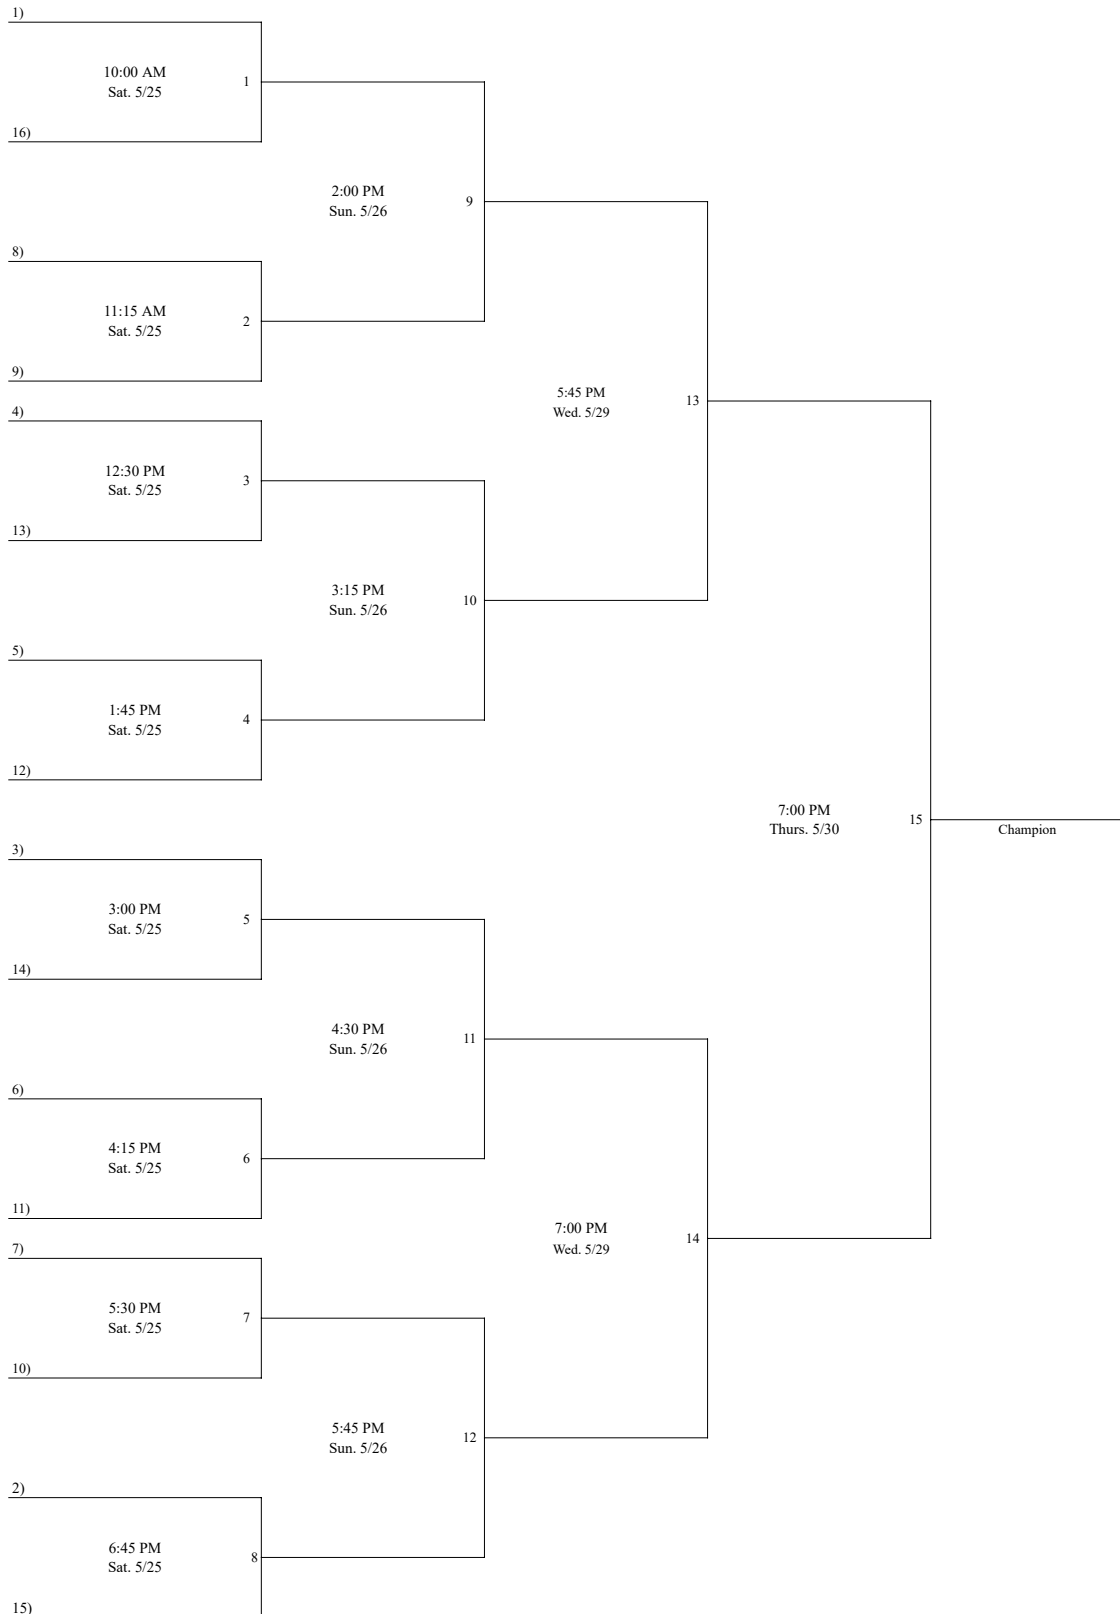 1)
10:00 AM
Sat. 5/25
1
16)
2:00 PM
Sun. 5/26
9
8)
11:15 AM
Sat. 5/25
2
9)
5:45 PM
Wed. 5/29
13
4)
12:30 PM
Sat. 5/25
3
13)
3:15 PM
Sun. 5/26
10
5)
1:45 PM
Sat. 5/25
4
12)
7:00 PM
Thurs. 5/30
15
Champion
3)
3:00 PM
Sat. 5/25
5
14)
4:30 PM
Sun. 5/26
11
6)
4:15 PM
Sat. 5/25
6
11)
7:00 PM
Wed. 5/29
14
7)
5:30 PM
Sat. 5/25
7
10)
5:45 PM
Sun. 5/26
12
2)
6:45 PM
Sat. 5/25
8
15)